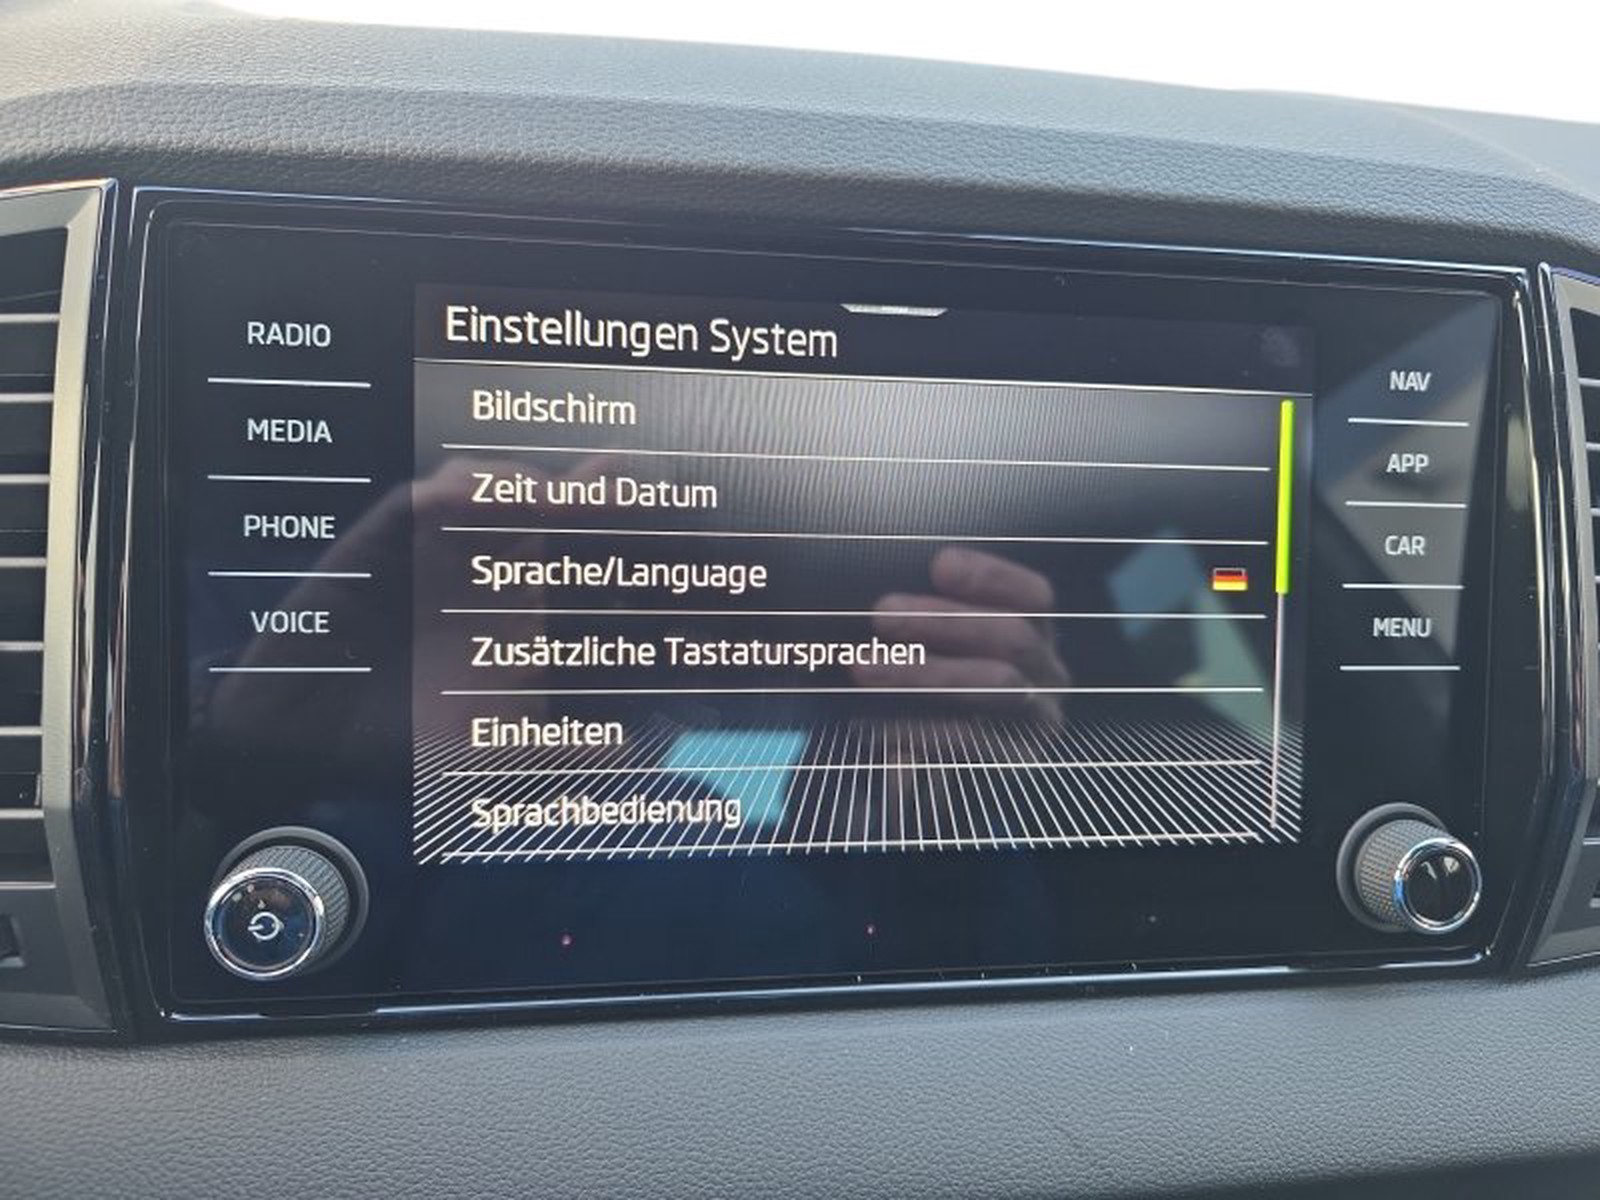 RADIO
MEDIA
PHONE
VOICE
Einstellungen System
Bildschirm
Zeit und Datum
Sprache/Language
Zusätzliche Tastatursprachen
Einheiten
Sprachbedienung
NAV
APP
CAR
MENU